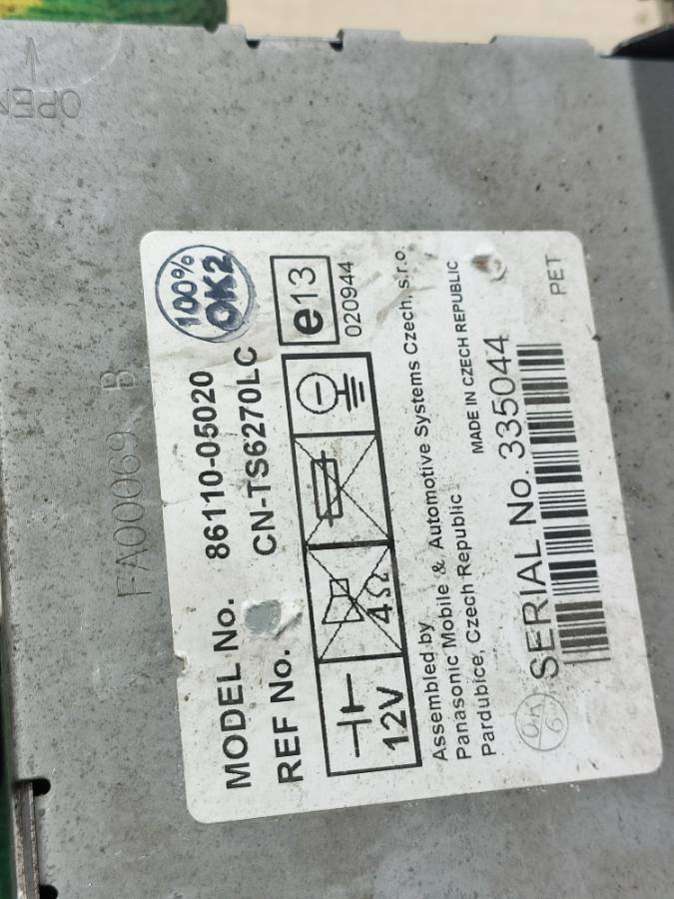 OPEN
FA00069 B
100%
OK2
MODEL No. 86110-05020
REF No. CN-TS6270LC
e13
020944
12V
4Ω
Assembled by
Panasonic Mobile & Automotive Systems Czech, s.r.o.
Pardubice, Czech Republic
MADE IN CZECH REPUBLIC
SERIAL No. 335044
PET